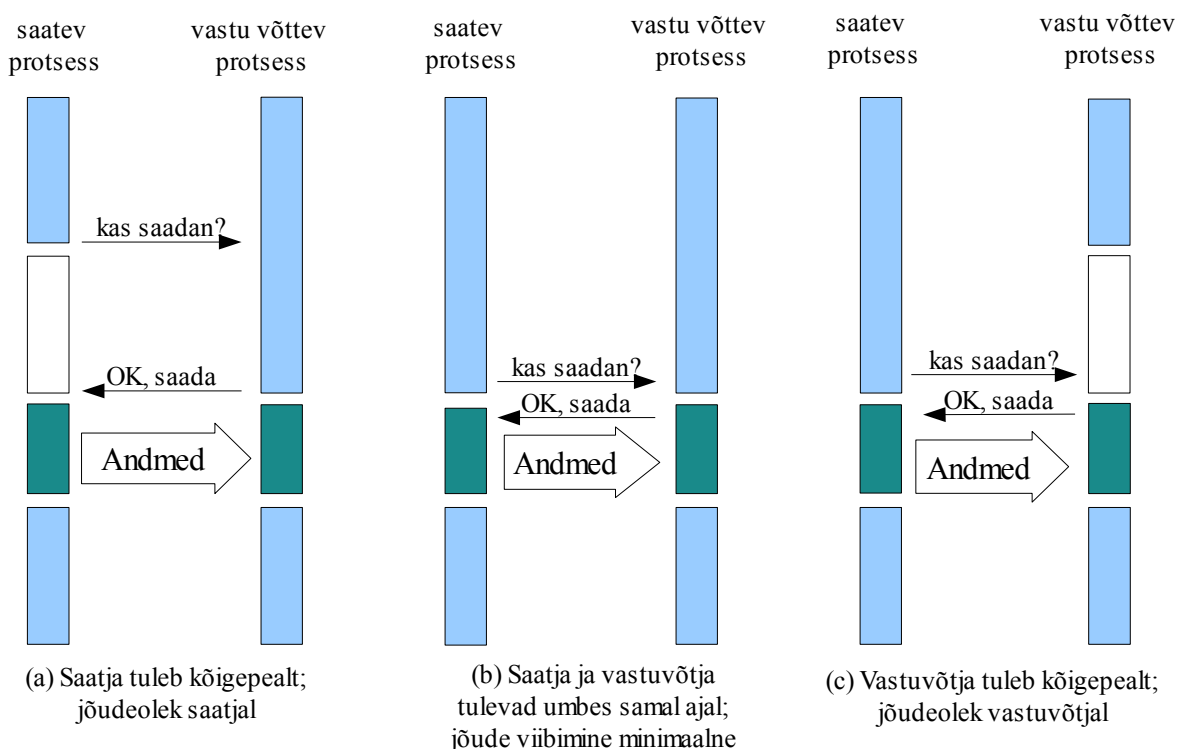 saatev
protsess
vastu võttev
protsess
kas saadan?
OK, saada
Andmed
(a) Saatja tuleb kõigepealt;
jõudeolek saatjal
saatev
protsess
vastu võttev
protsess
kas saadan?
OK, saada
Andmed
(b) Saatja ja vastuvõtja
tulevad umbes samal ajal;
jõude viibimine minimaalne
saatev
protsess
vastu võttev
protsess
kas saadan?
OK, saada
Andmed
(c) Vastuvõtja tuleb kõigepealt;
jõudeolek vastuvõtjal